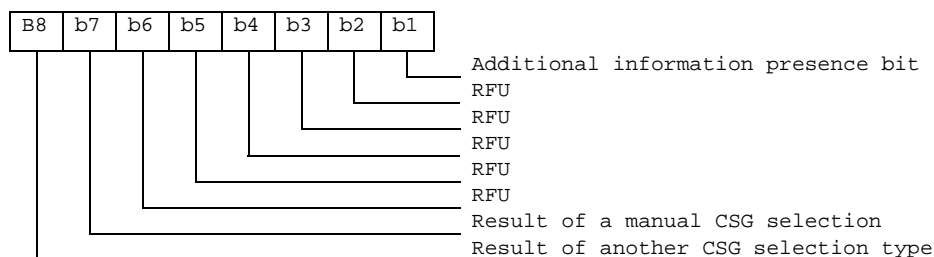 B8 b7 b6 b5 b4 b3 b2 b1
Additional information presence bit
RFU
RFU
RFU
RFU
RFU
Result of a manual CSG selection
Result of another CSG selection type